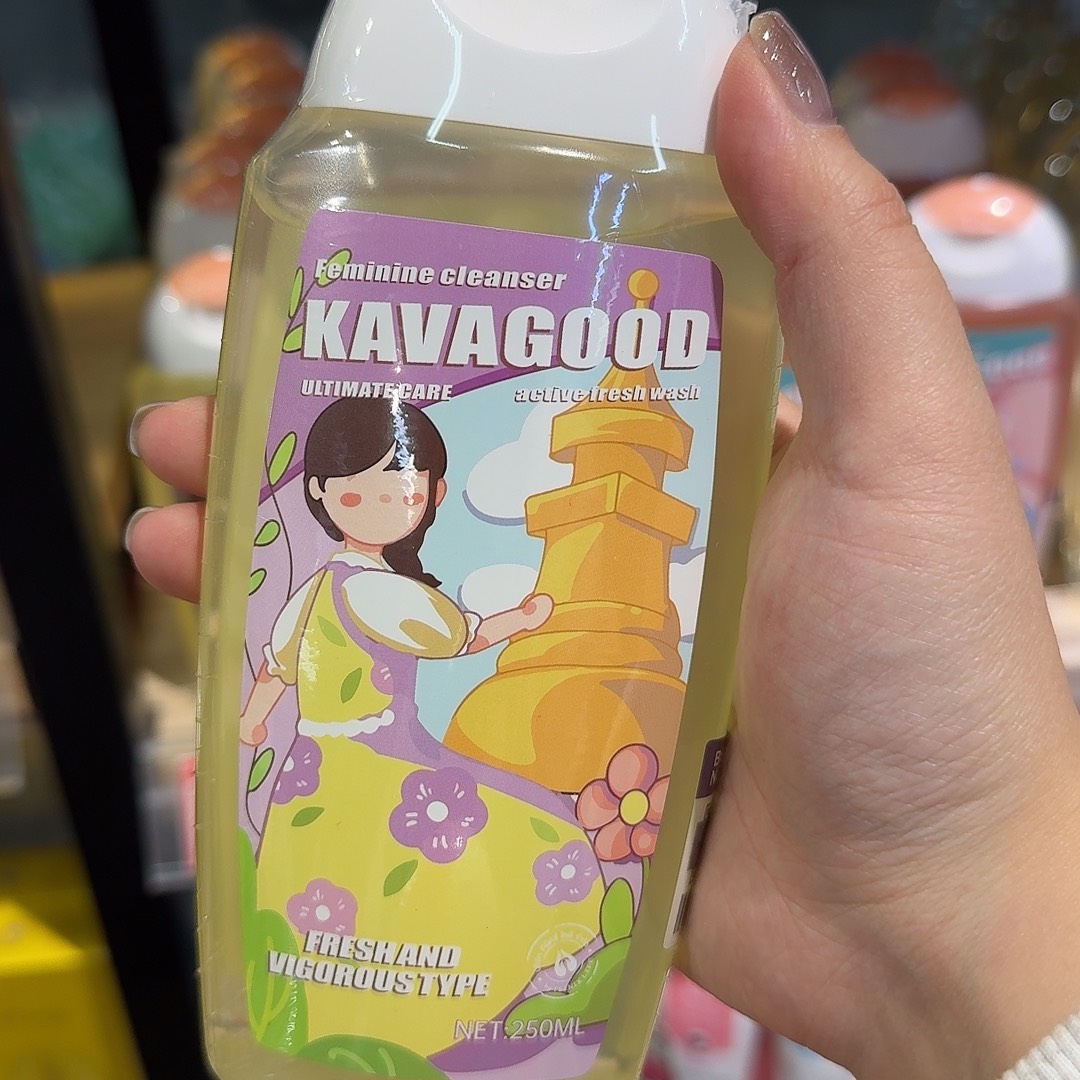 Feminine cleanser
KAVAGOOD
ULTIMATE CARE
active fresh wash
FRESH AND
VIGOROUS TYPE
NET:250ML